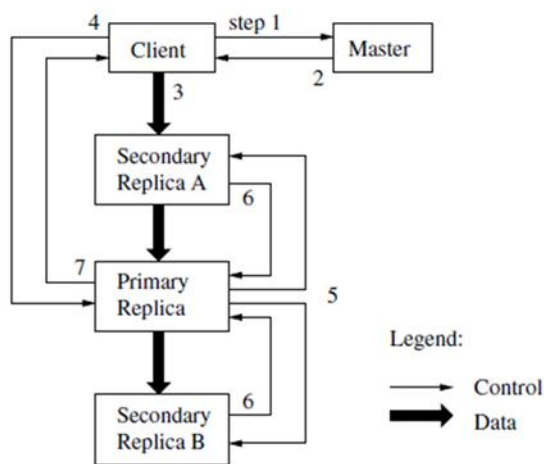 4
step 1
Client
Master
2
3
Secondary
Replica A
6
7
Primary
Replica
5
Legend:
Control
6
Secondary
Replica B
Data